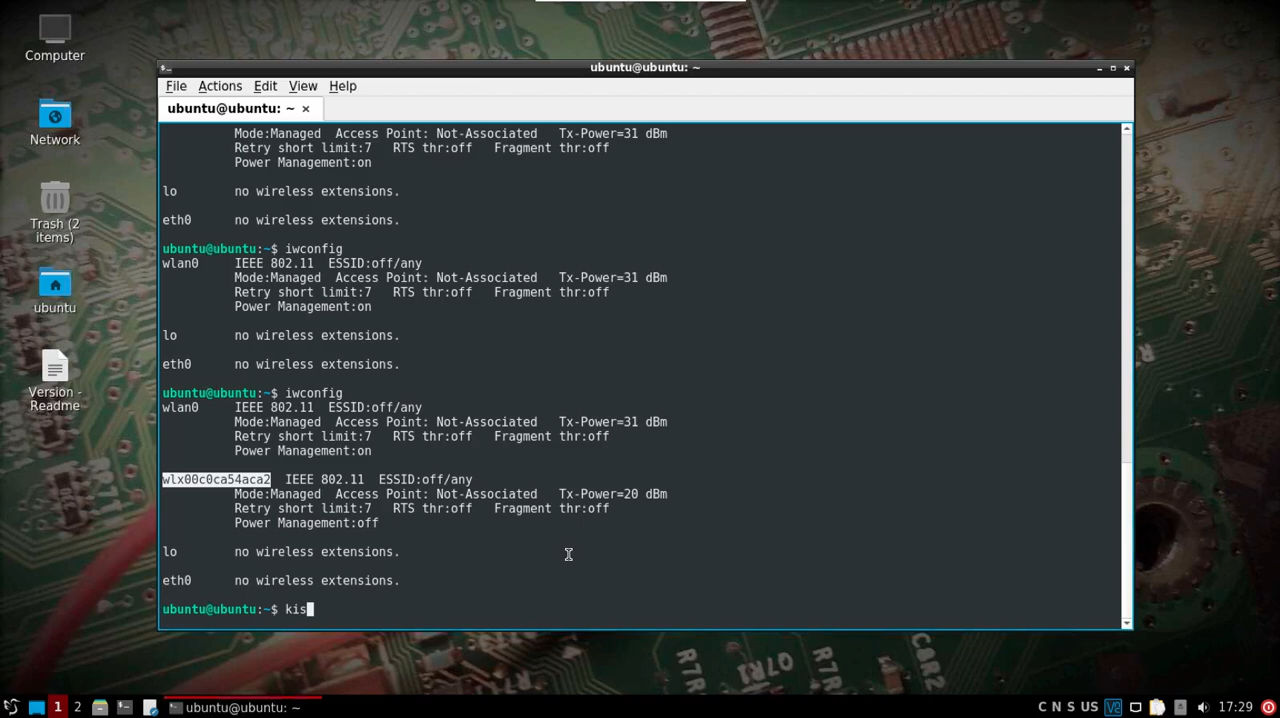 Computer
Network
Trash (2
items)
ubuntu
Version -
Readme
ubuntu@ubuntu: ~
File Actions Edit View Help
ubuntu@ubuntu: ~
Mode:Managed Access Point: Not-Associated Tx-Power=31 dBm
Retry short limit:7 RTS thr:off Fragment thr:off
Power Management:on
lo no wireless extensions.
eth0 no wireless extensions.
ubuntu@ubuntu:~$ iwconfig
wlan0 IEEE 802.11 ESSID:off/any
Mode:Managed Access Point: Not-Associated Tx-Power=31 dBm
Retry short limit:7 RTS thr:off Fragment thr:off
Power Management:on
lo no wireless extensions.
eth0 no wireless extensions.
ubuntu@ubuntu:~$ iwconfig
wlan0 IEEE 802.11 ESSID:off/any
Mode:Managed Access Point: Not-Associated Tx-Power=31 dBm
Retry short limit:7 RTS thr:off Fragment thr:off
Power Management:on
wlx00c0ca54aca2 IEEE 802.11 ESSID:off/any
Mode:Managed Access Point: Not-Associated Tx-Power=20 dBm
Retry short limit:7 RTS thr:off Fragment thr:off
Power Management:off
lo no wireless extensions.
eth0 no wireless extensions.
ubuntu@ubuntu:~$ kis
1 2 ubuntu@ubuntu: ~ C N S US 17:29